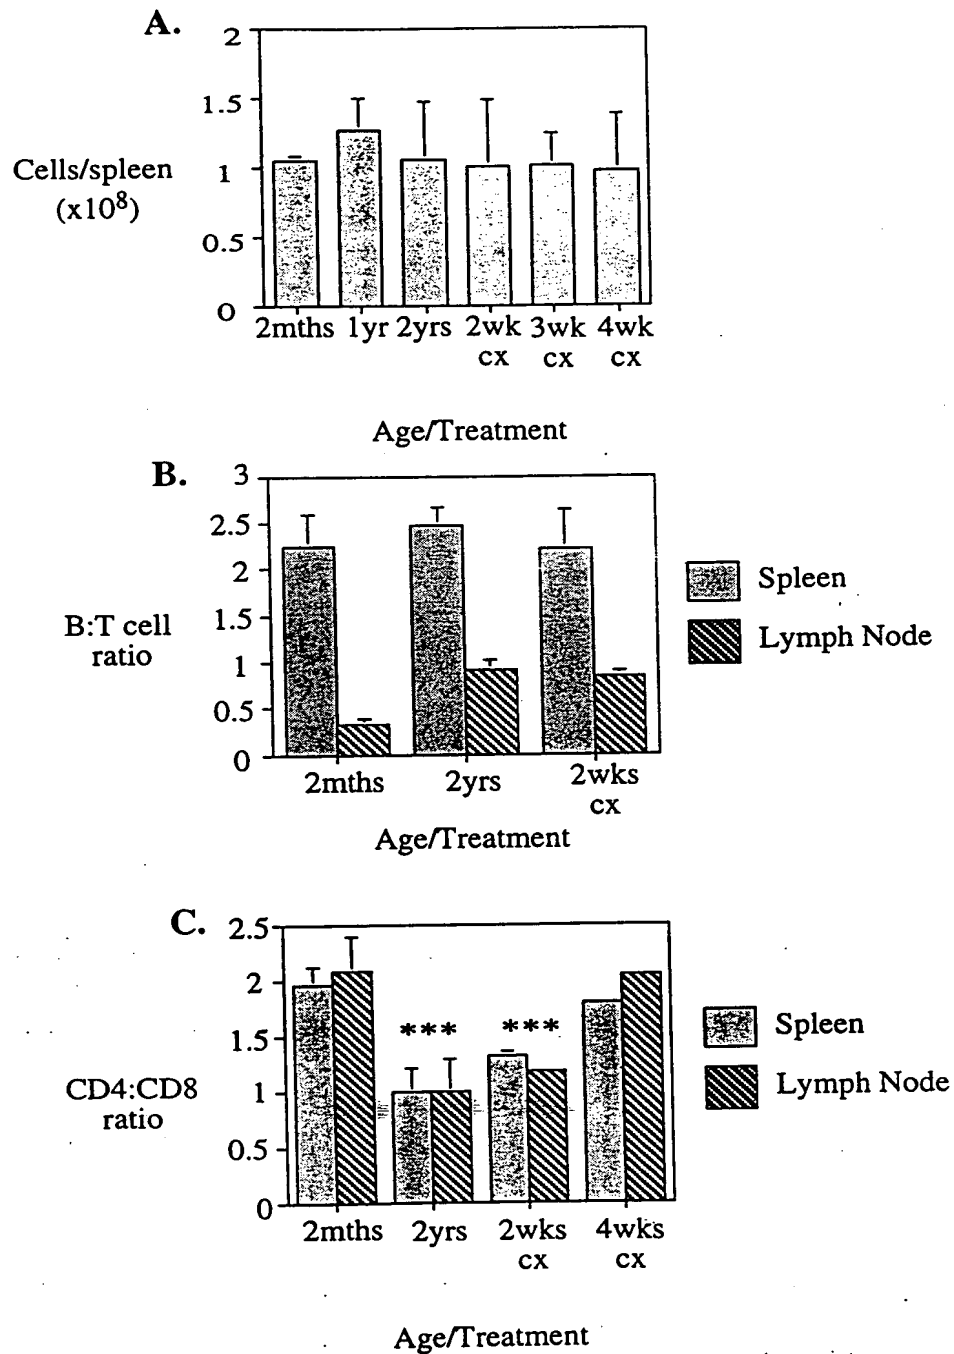 A.
2
1.5
1
0.5
0
Cells/spleen
(x10⁸)
2mths 1yr 2yrs 2wk 3wk 4wk
cx cx cx
Age/Treatment
B.
3
2.5
2
1.5
1
0.5
0
B:T cell
ratio
2mths 2yrs 2wks
cx
Age/Treatment
Spleen
Lymph Node
C.
2.5
2
1.5
1
0.5
0
CD4:CD8
ratio
*** ***
2mths 2yrs 2wks 4wks
cx cx
Age/Treatment
Spleen
Lymph Node